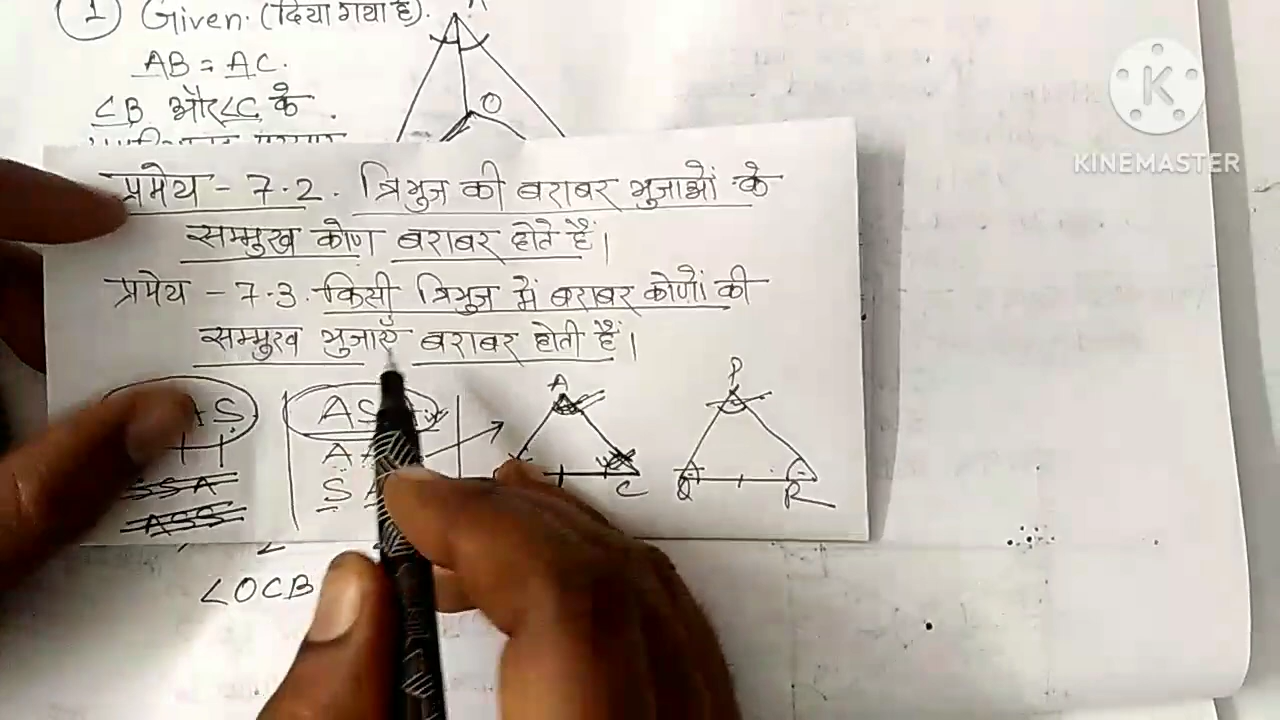 1 Given. (दिया गया है).
AB = AC.
∠B और ∠C के
K
KINEMASTER
O
प्रमेय - 7.2. त्रिभुज की बराबर भुजाओं के
सम्मुख कोण बराबर होते हैं।
प्रमेय - 7.3. किसी त्रिभुज में बराबर कोणों की
सम्मुख भुजाएँ बराबर होती हैं।
A
C
P
Q
R
SSA
ASS
∠OCB